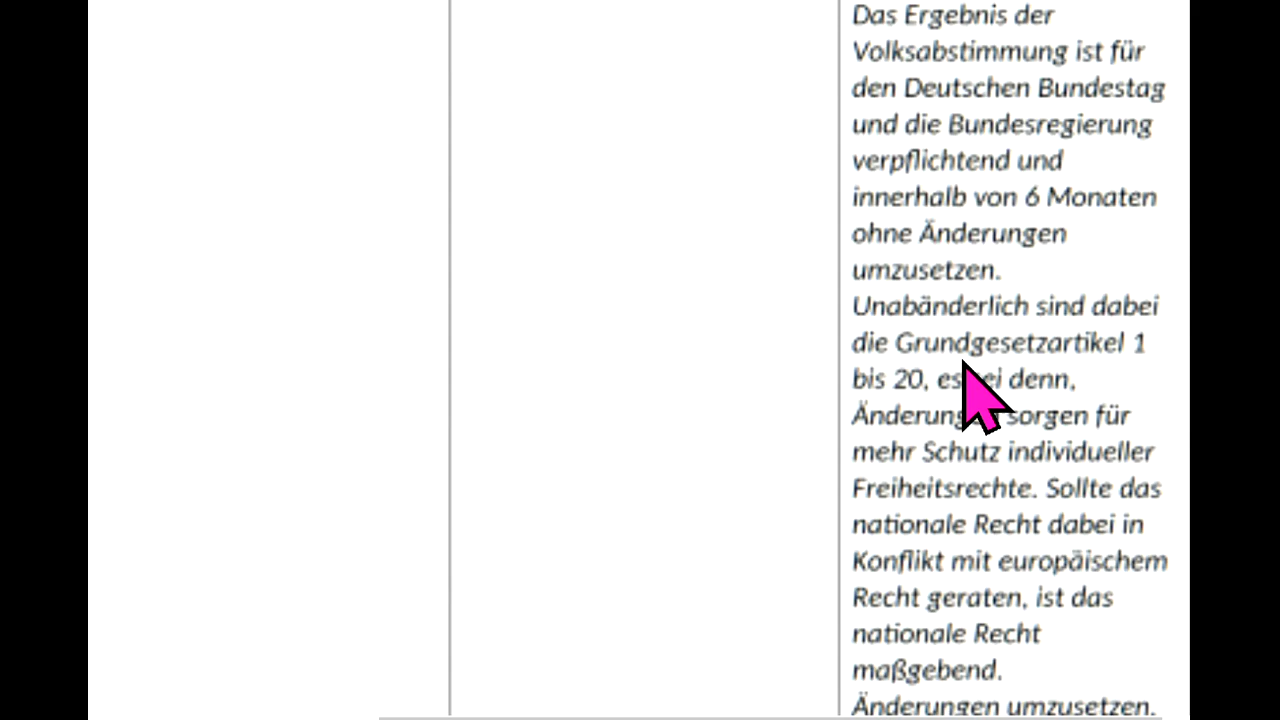 Das Ergebnis der
Volksabstimmung ist für
den Deutschen Bundestag
und die Bundesregierung
verpflichtend und
innerhalb von 6 Monaten
ohne Änderungen
umzusetzen.
Unabänderlich sind dabei
die Grundgesetzartikel 1
bis 20, es sei denn,
Änderungen sorgen für
mehr Schutz individueller
Freiheitsrechte. Sollte das
nationale Recht dabei in
Konflikt mit europäischem
Recht geraten, ist das
nationale Recht
maßgebend.
Änderungen umzusetzen.